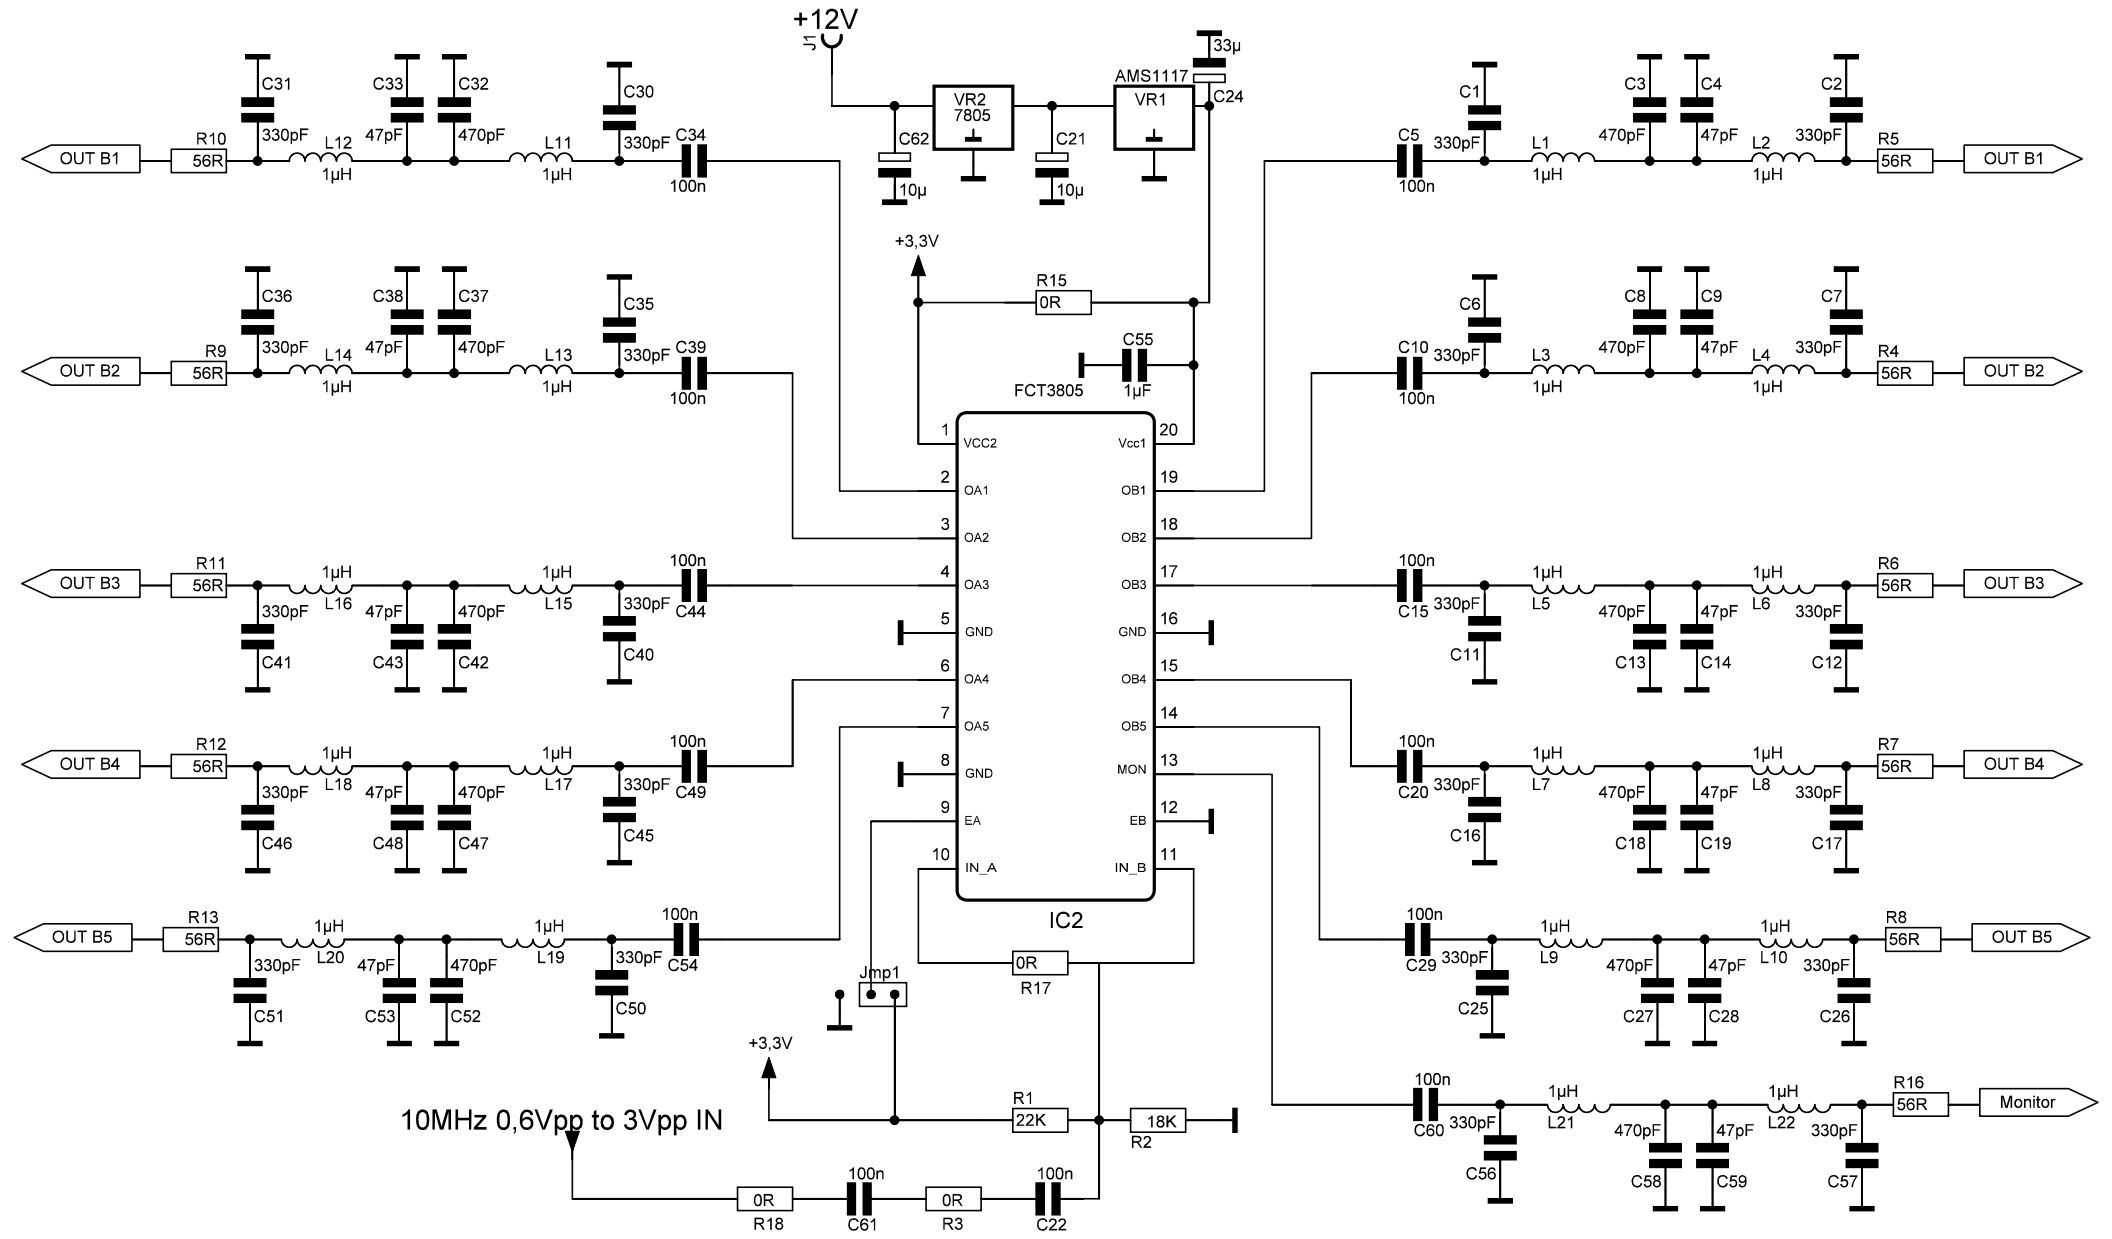 +12V
J1
33µ
C31
C33
C32
C30
AMS1117
C1
C3
C4
C2
VR2
7805
VR1
C24
R10
330pF
47pF
470pF
330pF
C34
C62
C21
C5
330pF
470pF
47pF
330pF
R5
OUT B1
56R
L12
1µH
L11
1µH
100n
10µ
10µ
100n
L1
1µH
L2
1µH
56R
OUT B1
+3,3V
C36
C38
C37
C35
R15
0R
C6
C8
C9
C7
R9
330pF
47pF
470pF
330pF
C39
C55
C10
330pF
470pF
47pF
330pF
R4
OUT B2
56R
L14
1µH
L13
1µH
100n
FCT3805
1µF
100n
L3
1µH
L4
1µH
56R
OUT B2
1
VCC2
Vcc1
20
2
OA1
OB1
19
3
OA2
OB2
18
4
OA3
OB3
17
5
GND
GND
16
6
OA4
OB4
15
7
OA5
OB5
14
8
GND
MON
13
9
EA
EB
12
10
IN_A
IN_B
11
IC2
R11
1µH
1µH
100n
100n
1µH
1µH
R6
OUT B3
56R
L16
L15
56R
OUT B3
330pF
47pF
470pF
330pF
C44
C15
330pF
L5
470pF
47pF
L6
330pF
C41
C43
C42
C40
C11
C13
C14
C12
R12
1µH
1µH
100n
100n
1µH
1µH
R7
OUT B4
56R
L18
L17
56R
OUT B4
330pF
47pF
470pF
330pF
C49
C20
330pF
L7
470pF
47pF
L8
330pF
C46
C48
C47
C45
C16
C18
C19
C17
R13
1µH
1µH
100n
100n
1µH
1µH
R8
OUT B5
56R
L20
L19
56R
OUT B5
330pF
47pF
470pF
330pF
C54
0R
R17
C29
330pF
L9
470pF
47pF
L10
330pF
C51
C53
C52
C50
Jmp1
C25
C27
C28
C26
+3,3V
R1
22K
18K
R2
100n
1µH
1µH
R16
56R
Monitor
10MHz 0,6Vpp to 3Vpp IN
C60
330pF
L21
470pF
47pF
L22
330pF
C56
C58
C59
C57
0R
R18
100n
C61
0R
R3
100n
C22